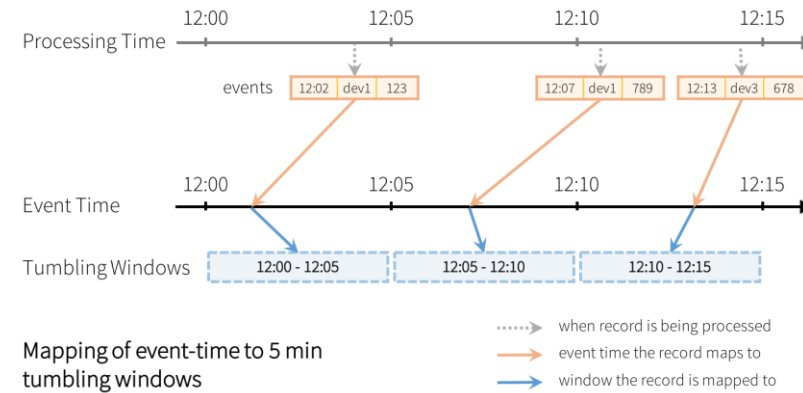 12:00 12:05 12:10 12:15
Processing Time
events 12:02 dev1 123 12:07 dev1 789 12:13 dev3 678
12:00 12:05 12:10 12:15
Event Time
Tumbling Windows 12:00 - 12:05 12:05 - 12:10 12:10 - 12:15
when record is being processed
Mapping of event-time to 5 min
event time the record maps to
tumbling windows
window the record is mapped to